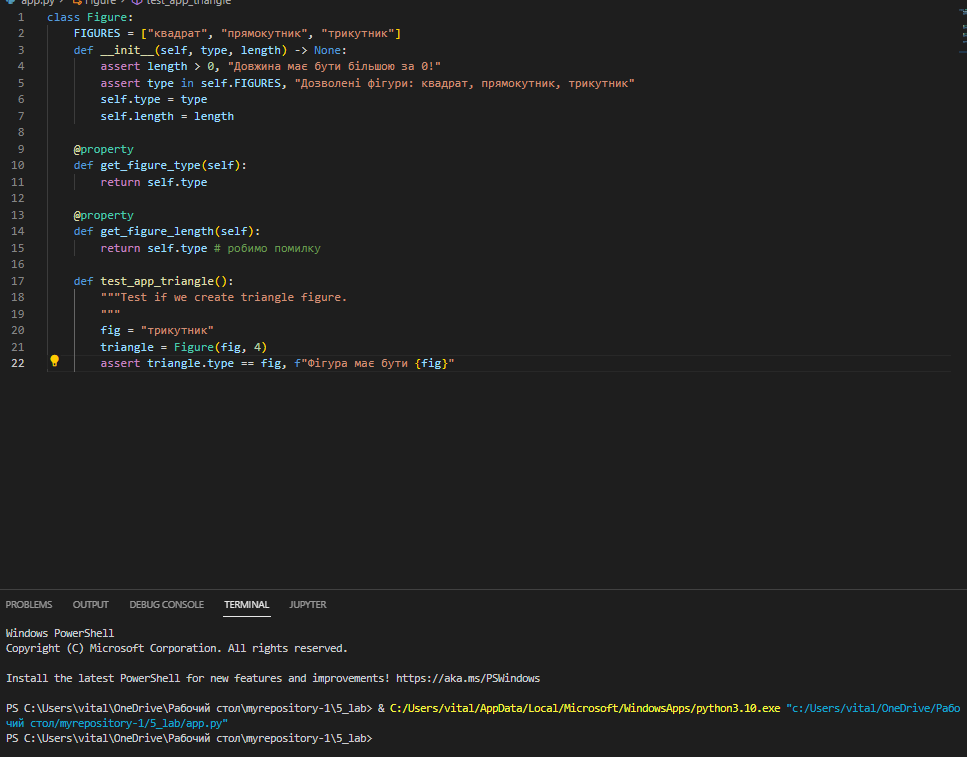 app.py > Figure > test_app_triangle
1 class Figure:
2 FIGURES = ["квадрат", "прямокутник", "трикутник"]
3 def __init__(self, type, length) -> None:
4 assert length > 0, "Довжина має бути більшою за 0!"
5 assert type in self.FIGURES, "Дозволені фігури: квадрат, прямокутник, трикутник"
6 self.type = type
7 self.length = length
8
9 @property
10 def get_figure_type(self):
11 return self.type
12
13 @property
14 def get_figure_length(self):
15 return self.type # робимо помилку
16
17 def test_app_triangle():
18 """Test if we create triangle figure.
19 """
20 fig = "трикутник"
21 triangle = Figure(fig, 4)
22 assert triangle.type == fig, f"Фігура має бути {fig}"
PROBLEMS OUTPUT DEBUG CONSOLE TERMINAL JUPYTER
Windows PowerShell
Copyright (C) Microsoft Corporation. All rights reserved.
Install the latest PowerShell for new features and improvements! https://aka.ms/PSWindows
PS C:\Users\vital\OneDrive\Рабочий стол\myrepository-1\5_lab> & C:/Users/vital/AppData/Local/Microsoft/WindowsApps/python3.10.exe "c:/Users/vital/OneDrive/Рабо
чий стол/myrepository-1/5_lab/app.py"
PS C:\Users\vital\OneDrive\Рабочий стол\myrepository-1\5_lab>